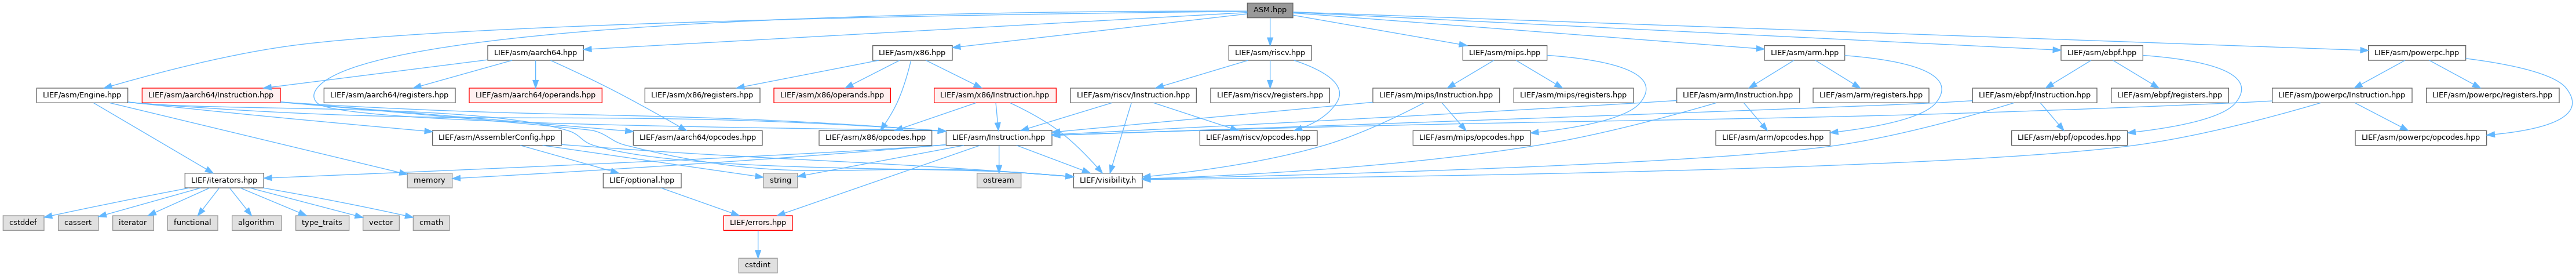 ASM.hpp
LIEF/asm/aarch64.hpp
LIEF/asm/x86.hpp
LIEF/asm/riscv.hpp
LIEF/asm/mips.hpp
LIEF/asm/arm.hpp
LIEF/asm/ebpf.hpp
LIEF/asm/powerpc.hpp
LIEF/asm/Engine.hpp
LIEF/asm/aarch64/Instruction.hpp
LIEF/asm/aarch64/registers.hpp
LIEF/asm/aarch64/operands.hpp
LIEF/asm/x86/registers.hpp
LIEF/asm/x86/operands.hpp
LIEF/asm/x86/Instruction.hpp
LIEF/asm/riscv/Instruction.hpp
LIEF/asm/riscv/registers.hpp
LIEF/asm/mips/Instruction.hpp
LIEF/asm/mips/registers.hpp
LIEF/asm/arm/Instruction.hpp
LIEF/asm/arm/registers.hpp
LIEF/asm/ebpf/Instruction.hpp
LIEF/asm/ebpf/registers.hpp
LIEF/asm/powerpc/Instruction.hpp
LIEF/asm/powerpc/registers.hpp
LIEF/asm/AssemblerConfig.hpp
LIEF/asm/aarch64/opcodes.hpp
LIEF/asm/x86/opcodes.hpp
LIEF/asm/Instruction.hpp
LIEF/asm/riscv/opcodes.hpp
LIEF/asm/mips/opcodes.hpp
LIEF/asm/arm/opcodes.hpp
LIEF/asm/ebpf/opcodes.hpp
LIEF/asm/powerpc/opcodes.hpp
LIEF/iterators.hpp
memory
LIEF/optional.hpp
string
ostream
LIEF/visibility.h
cstddef
cassert
iterator
functional
algorithm
type_traits
vector
cmath
LIEF/errors.hpp
cstdint